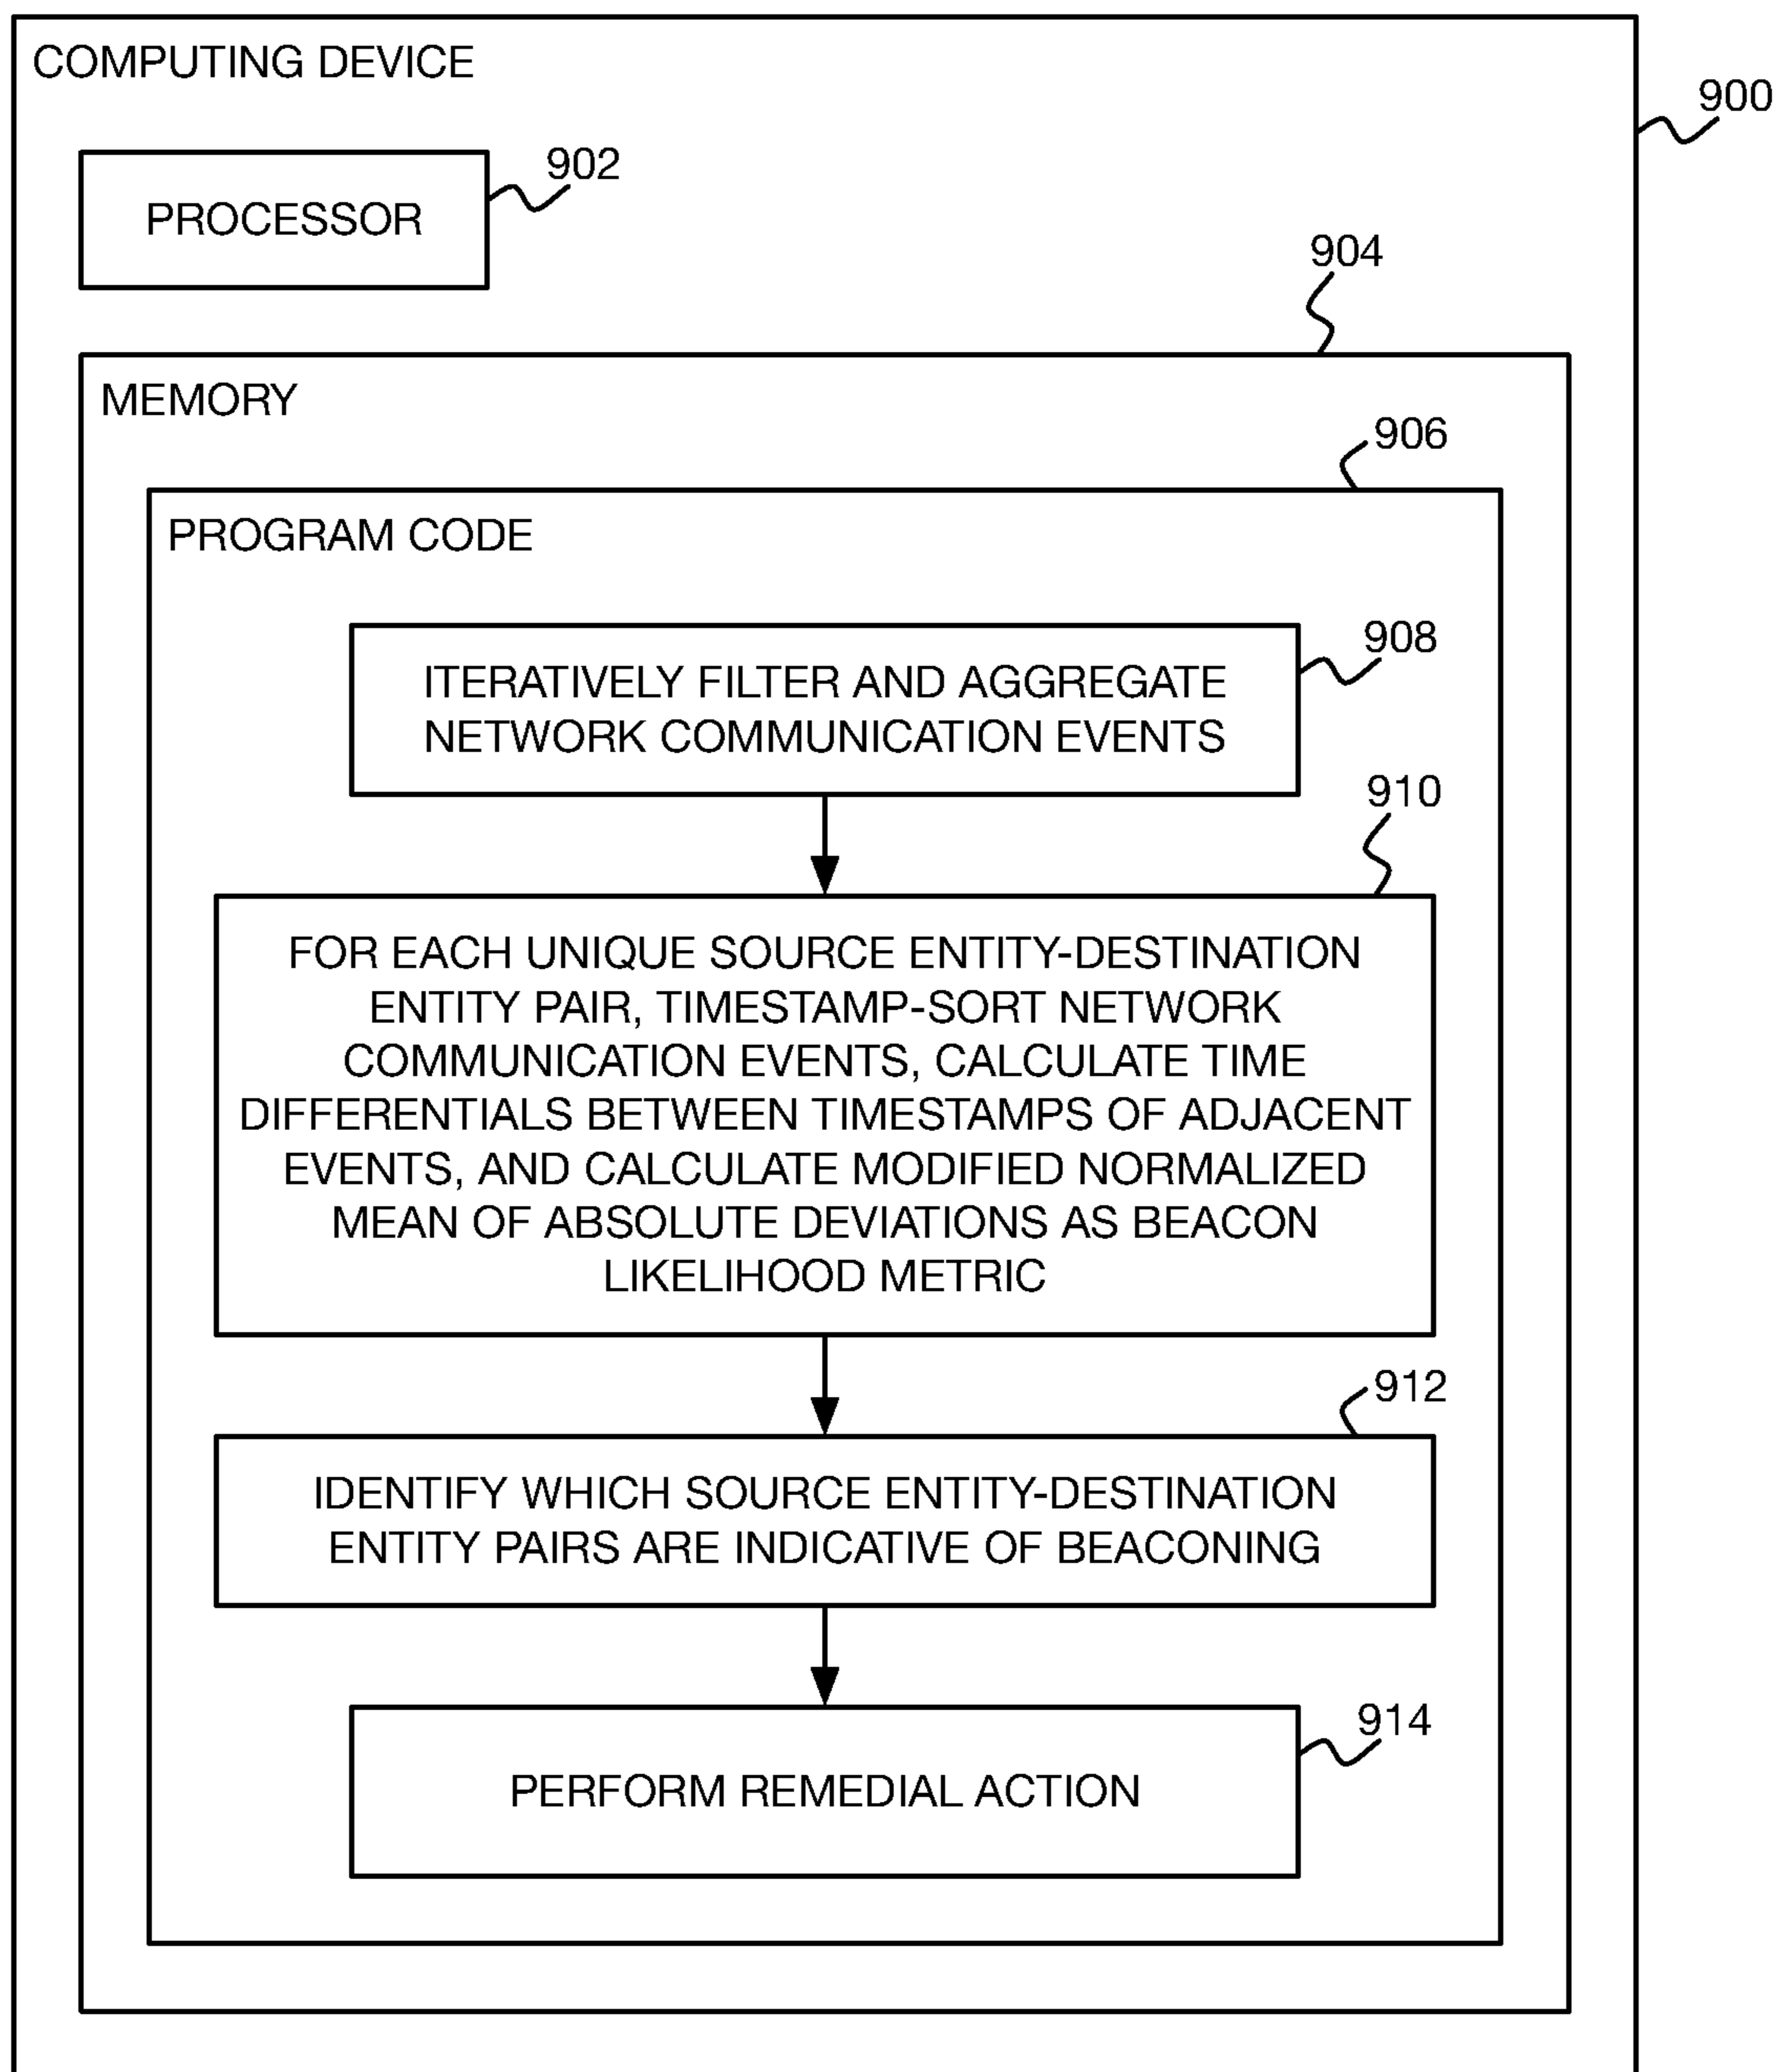 COMPUTING DEVICE
900
902
PROCESSOR
904
MEMORY
906
PROGRAM CODE
908
ITERATIVELY FILTER AND AGGREGATE
NETWORK COMMUNICATION EVENTS
910
FOR EACH UNIQUE SOURCE ENTITY-DESTINATION
ENTITY PAIR, TIMESTAMP-SORT NETWORK
COMMUNICATION EVENTS, CALCULATE TIME
DIFFERENTIALS BETWEEN TIMESTAMPS OF ADJACENT
EVENTS, AND CALCULATE MODIFIED NORMALIZED
MEAN OF ABSOLUTE DEVIATIONS AS BEACON
LIKELIHOOD METRIC
912
IDENTIFY WHICH SOURCE ENTITY-DESTINATION
ENTITY PAIRS ARE INDICATIVE OF BEACONING
914
PERFORM REMEDIAL ACTION